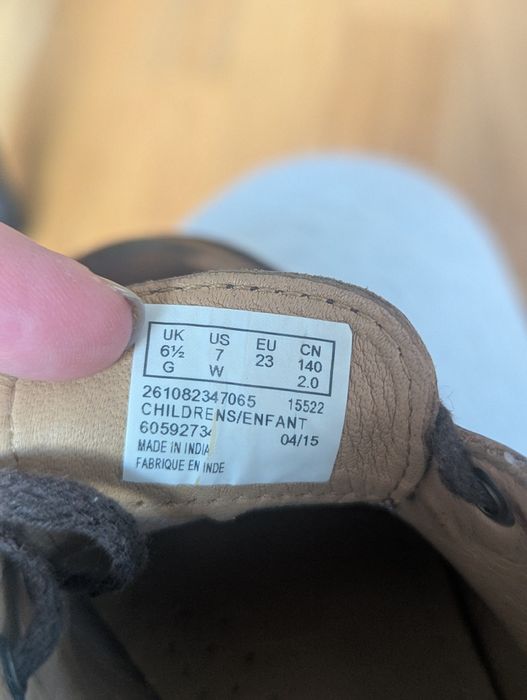 UK US EU CN
6½ 7 23 140
G W 2.0
261082347065 15522
CHILDRENS/ENFANT
6059273 04/15
MADE IN INDIA
FABRIQUE EN INDE